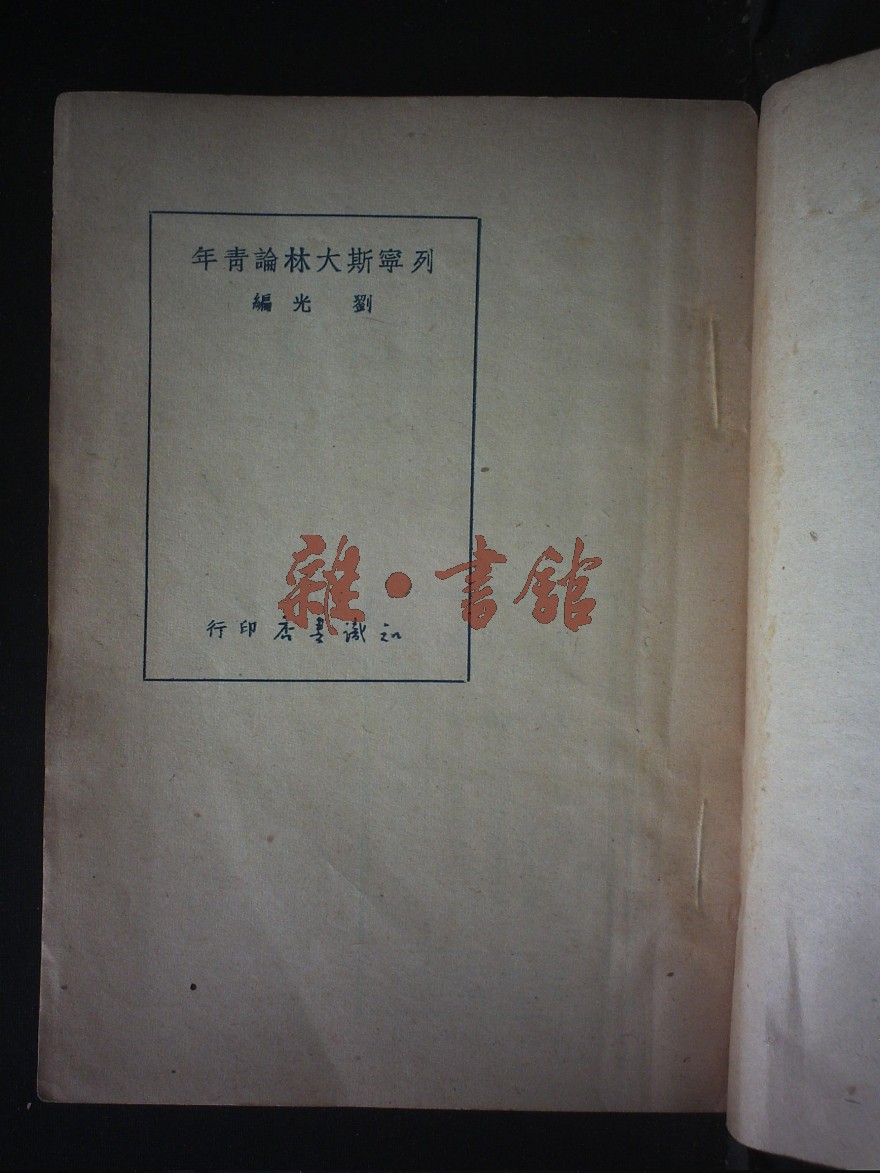 列寧斯大林論青年
劉光編
雜·書館
知識書店印行